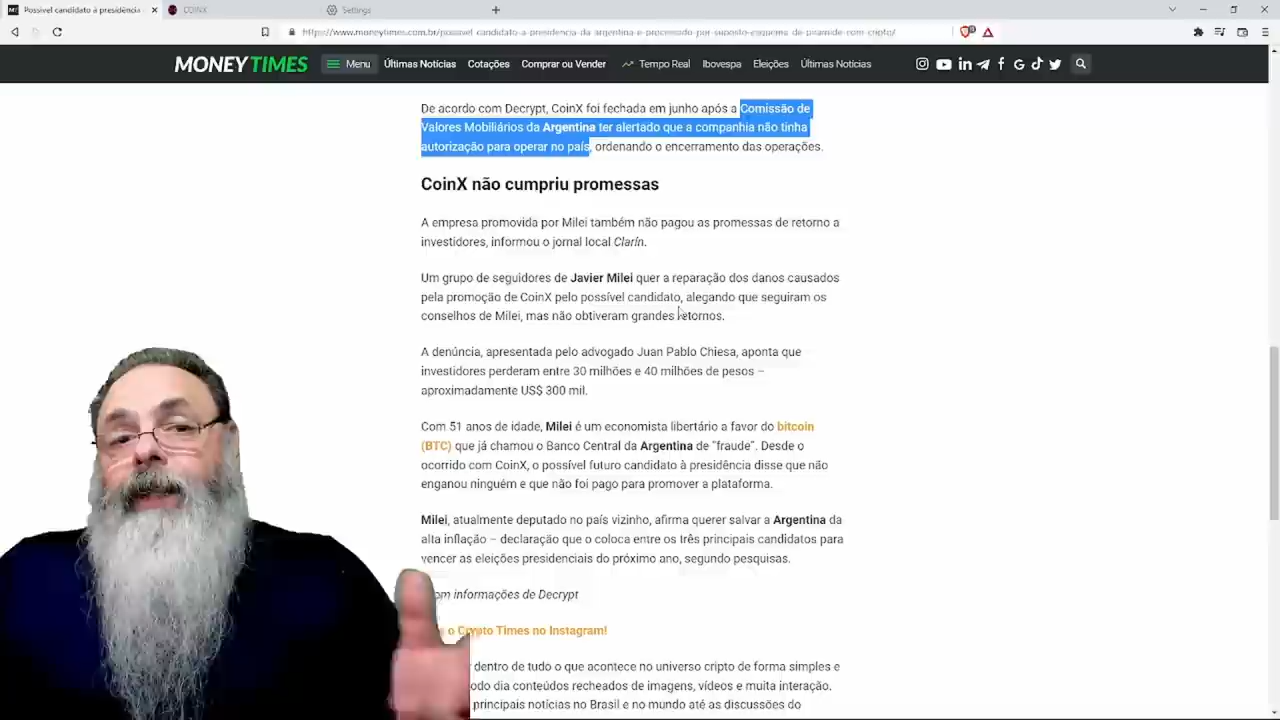 Possível candidato à presidência
COINX
Settings
https://www.moneytimes.com.br/possivel-candidato-a-presidencia-da-argentina-e-processado-por-suposto-esquema-de-piramide-com-cripto/
MONEY TIMES
Menu
Últimas Notícias
Cotações
Comprar ou Vender
Tempo Real
Ibovespa
Eleições
Últimas Notícias
De acordo com Decrypt, CoinX foi fechada em junho após a Comissão de
Valores Mobiliários da Argentina ter alertado que a companhia não tinha
autorização para operar no país, ordenando o encerramento das operações.
CoinX não cumpriu promessas
A empresa promovida por Milei também não pagou as promessas de retorno a
investidores, informou o jornal local Clarín.
Um grupo de seguidores de Javier Milei quer a reparação dos danos causados
pela promoção de CoinX pelo possível candidato, alegando que seguiram os
conselhos de Milei, mas não obtiveram grandes retornos.
A denúncia, apresentada pelo advogado Juan Pablo Chiesa, aponta que
investidores perderam entre 30 milhões e 40 milhões de pesos –
aproximadamente US$ 300 mil.
Com 51 anos de idade, Milei é um economista libertário a favor do bitcoin
(BTC) que já chamou o Banco Central da Argentina de "fraude". Desde o
ocorrido com CoinX, o possível futuro candidato à presidência disse que não
enganou ninguém e que não foi pago para promover a plataforma.
Milei, atualmente deputado no país vizinho, afirma querer salvar a Argentina da
alta inflação – declaração que o coloca entre os três principais candidatos para
vencer as eleições presidenciais do próximo ano, segundo pesquisas.
om informações de Decrypt
o Crypto Times no Instagram!
dentro de tudo o que acontece no universo cripto de forma simples e
odo dia conteúdos recheados de imagens, vídeos e muita interação.
principais notícias no Brasil e no mundo até as discussões do